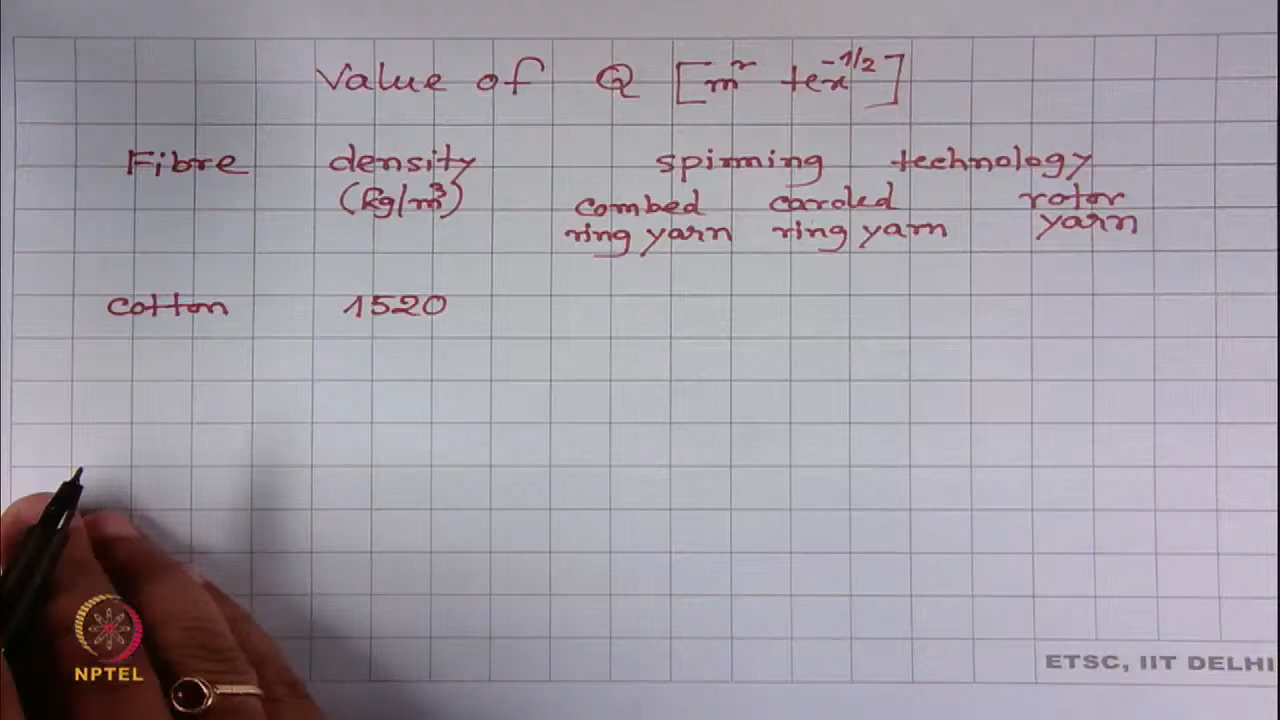 Value of Q [m² tex^-1/2]
Fibre density spinning technology
(kg/m³) combed carded rotor
ring yarn ring yarn yarn
cotton 1520
NPTEL
ETSC, IIT DELHI